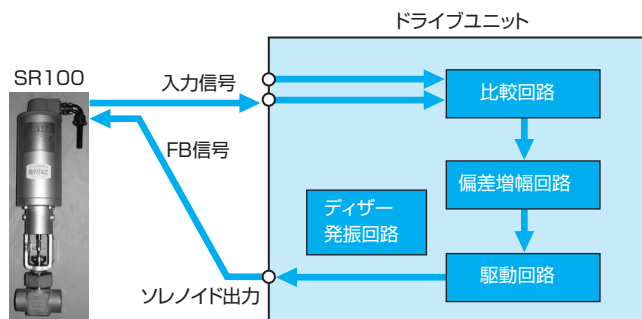 ドライブユニット
SR100
入力信号
比較回路
FB信号
偏差増幅回路
ディザー
発振回路
駆動回路
ソレノイド出力